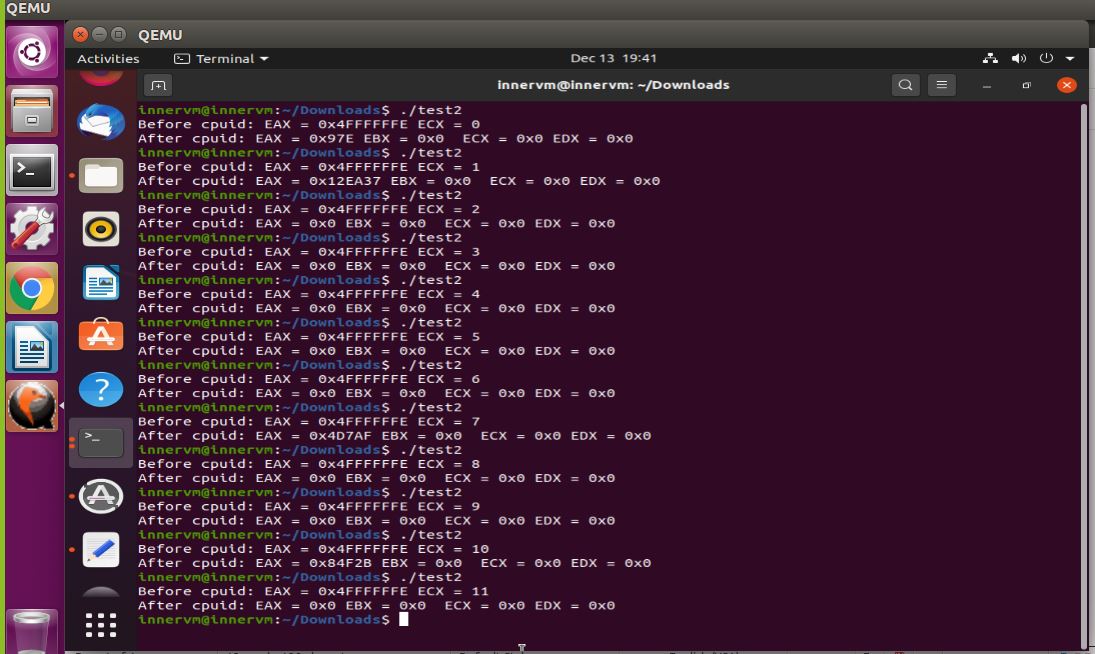 QEMU
QEMU
Activities
Terminal
Dec 13 19:41
innervm@innervm: ~/Downloads
innervm@innervm:~/Downloads$ ./test2
Before cpuid: EAX = 0x4FFFFFFE ECX = 0
After cpuid: EAX = 0x97E EBX = 0x0  ECX = 0x0 EDX = 0x0
innervm@innervm:~/Downloads$ ./test2
Before cpuid: EAX = 0x4FFFFFFE ECX = 1
After cpuid: EAX = 0x12EA37 EBX = 0x0  ECX = 0x0 EDX = 0x0
innervm@innervm:~/Downloads$ ./test2
Before cpuid: EAX = 0x4FFFFFFE ECX = 2
After cpuid: EAX = 0x0 EBX = 0x0  ECX = 0x0 EDX = 0x0
innervm@innervm:~/Downloads$ ./test2
Before cpuid: EAX = 0x4FFFFFFE ECX = 3
After cpuid: EAX = 0x0 EBX = 0x0  ECX = 0x0 EDX = 0x0
innervm@innervm:~/Downloads$ ./test2
Before cpuid: EAX = 0x4FFFFFFE ECX = 4
After cpuid: EAX = 0x0 EBX = 0x0  ECX = 0x0 EDX = 0x0
innervm@innervm:~/Downloads$ ./test2
Before cpuid: EAX = 0x4FFFFFFE ECX = 5
After cpuid: EAX = 0x0 EBX = 0x0  ECX = 0x0 EDX = 0x0
innervm@innervm:~/Downloads$ ./test2
Before cpuid: EAX = 0x4FFFFFFE ECX = 6
After cpuid: EAX = 0x0 EBX = 0x0  ECX = 0x0 EDX = 0x0
innervm@innervm:~/Downloads$ ./test2
Before cpuid: EAX = 0x4FFFFFFE ECX = 7
After cpuid: EAX = 0x4D7AF EBX = 0x0  ECX = 0x0 EDX = 0x0
innervm@innervm:~/Downloads$ ./test2
Before cpuid: EAX = 0x4FFFFFFE ECX = 8
After cpuid: EAX = 0x0 EBX = 0x0  ECX = 0x0 EDX = 0x0
innervm@innervm:~/Downloads$ ./test2
Before cpuid: EAX = 0x4FFFFFFE ECX = 9
After cpuid: EAX = 0x0 EBX = 0x0  ECX = 0x0 EDX = 0x0
innervm@innervm:~/Downloads$ ./test2
Before cpuid: EAX = 0x4FFFFFFE ECX = 10
After cpuid: EAX = 0x84F2B EBX = 0x0  ECX = 0x0 EDX = 0x0
innervm@innervm:~/Downloads$ ./test2
Before cpuid: EAX = 0x4FFFFFFE ECX = 11
After cpuid: EAX = 0x0 EBX = 0x0  ECX = 0x0 EDX = 0x0
innervm@innervm:~/Downloads$